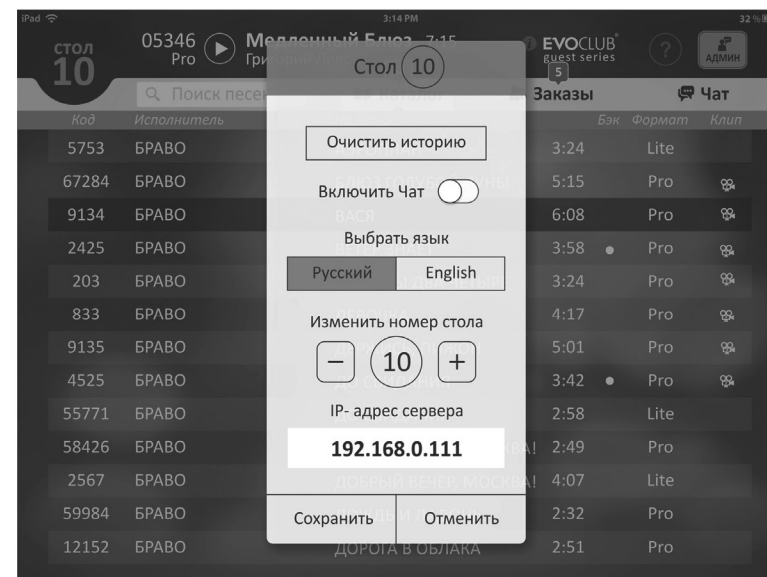 iPad 3:14 PM 32 %
СТОЛ 10
05346 Медленный Блюз 7:15
Pro
EVOCLUB
guest series
?
АДМИН
5
Поиск
Каталог
Заказы
Чат
Код Исполнитель Бэк Формат Клип
Стол 10
Очистить историю
Включить Чат
Выбрать язык
Русский English
Изменить номер стола
− 10 +
IP- адрес сервера
192.168.0.111
Сохранить Отменить
5753 БРАВО 3:24 Lite
67284 БРАВО 5:15 Pro
9134 БРАВО ВАСЯ 6:08 Pro
2425 БРАВО 3:58 Pro
203 БРАВО 3:24 Pro
833 БРАВО 4:17 Pro
9135 БРАВО 5:01 Pro
4525 БРАВО 3:42 Pro
55771 БРАВО 2:58 Lite
58426 БРАВО 2:49 Pro
2567 БРАВО ДОБРЫЙ ВЕЧЕР, МОСКВА! 4:07 Lite
59984 БРАВО 2:32 Pro
12152 БРАВО ДОРОГА В ОБЛАКА 2:51 Pro